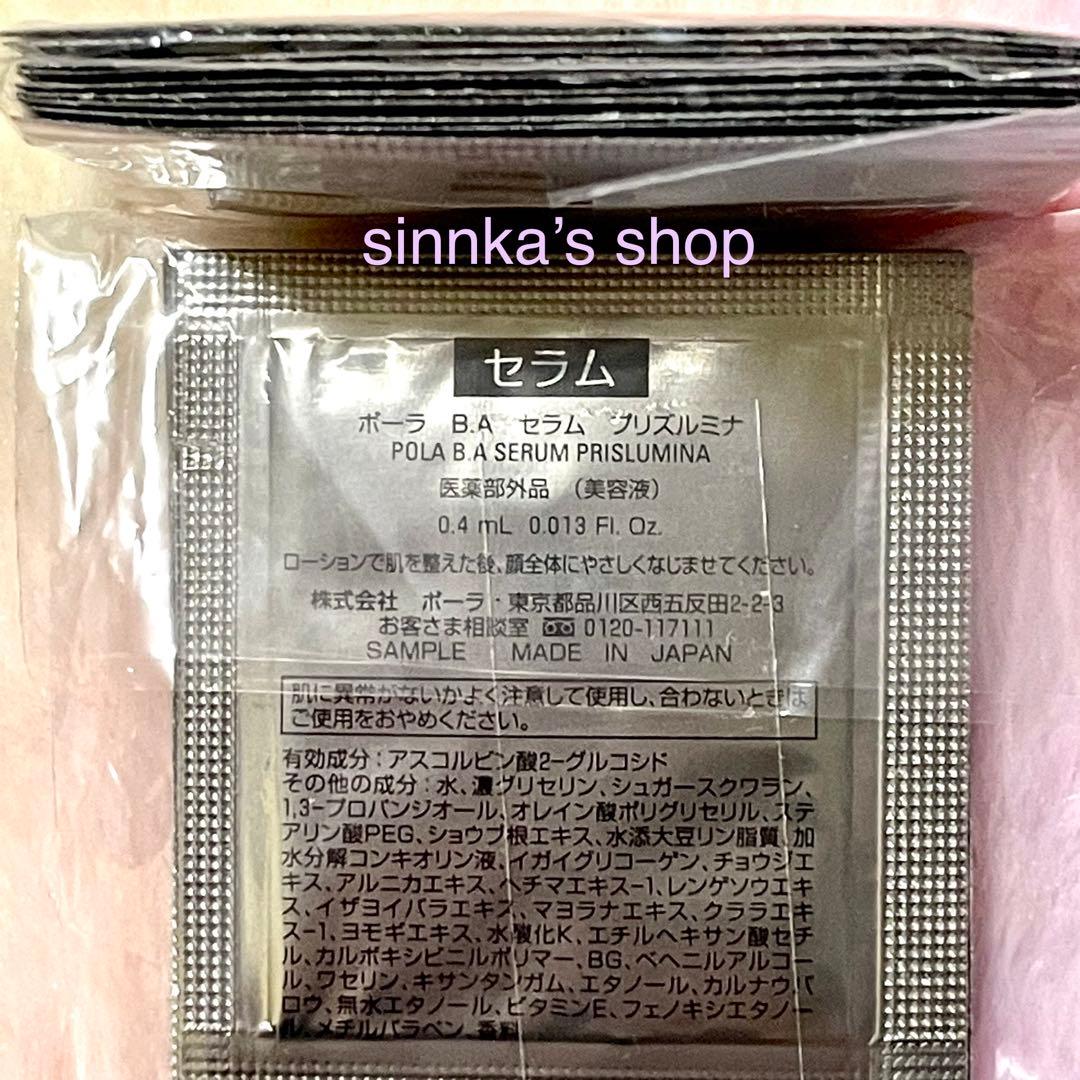 sinnka’s shop
セラム
ポーラ B.A セラム プリズルミナ
POLA B.A SERUM PRISLUMINA
医薬部外品 （美容液）
0.4 mL 0.013 Fl. Oz.
ローションで肌を整えた後、顔全体にやさしくなじませてください。
株式会社 ポーラ・東京都品川区西五反田2-2-3
お客さま相談室 0120-117111
SAMPLE MADE IN JAPAN
肌に異常がないかよく注意して使用し、合わないときは
ご使用をおやめください。
有効成分：アスコルビン酸2-グルコシド
その他の成分：水、濃グリセリン、シュガースクワラン、
1,3-プロパンジオール、オレイン酸ポリグリセリル、ステ
アリン酸PEG、ショウブ根エキス、水添大豆リン脂質、加
水分解コンキオリン液、イガイグリコーゲン、チョウジエ
キス、アルニカエキス、ヘチマエキス-1、レンゲソウエキ
ス、イザヨイバラエキス、マヨラナエキス、クララエキ
ス-1、ヨモギエキス、水酸化K、エチルヘキサン酸セチ
ル、カルボキシビニルポリマー、BG、ベヘニルアルコー
ル、ワセリン、キサンタンガム、エタノール、カルナウバ
ロウ、無水エタノール、ビタミンE、フェノキシエタノー
ル、メチルパラベン、香料